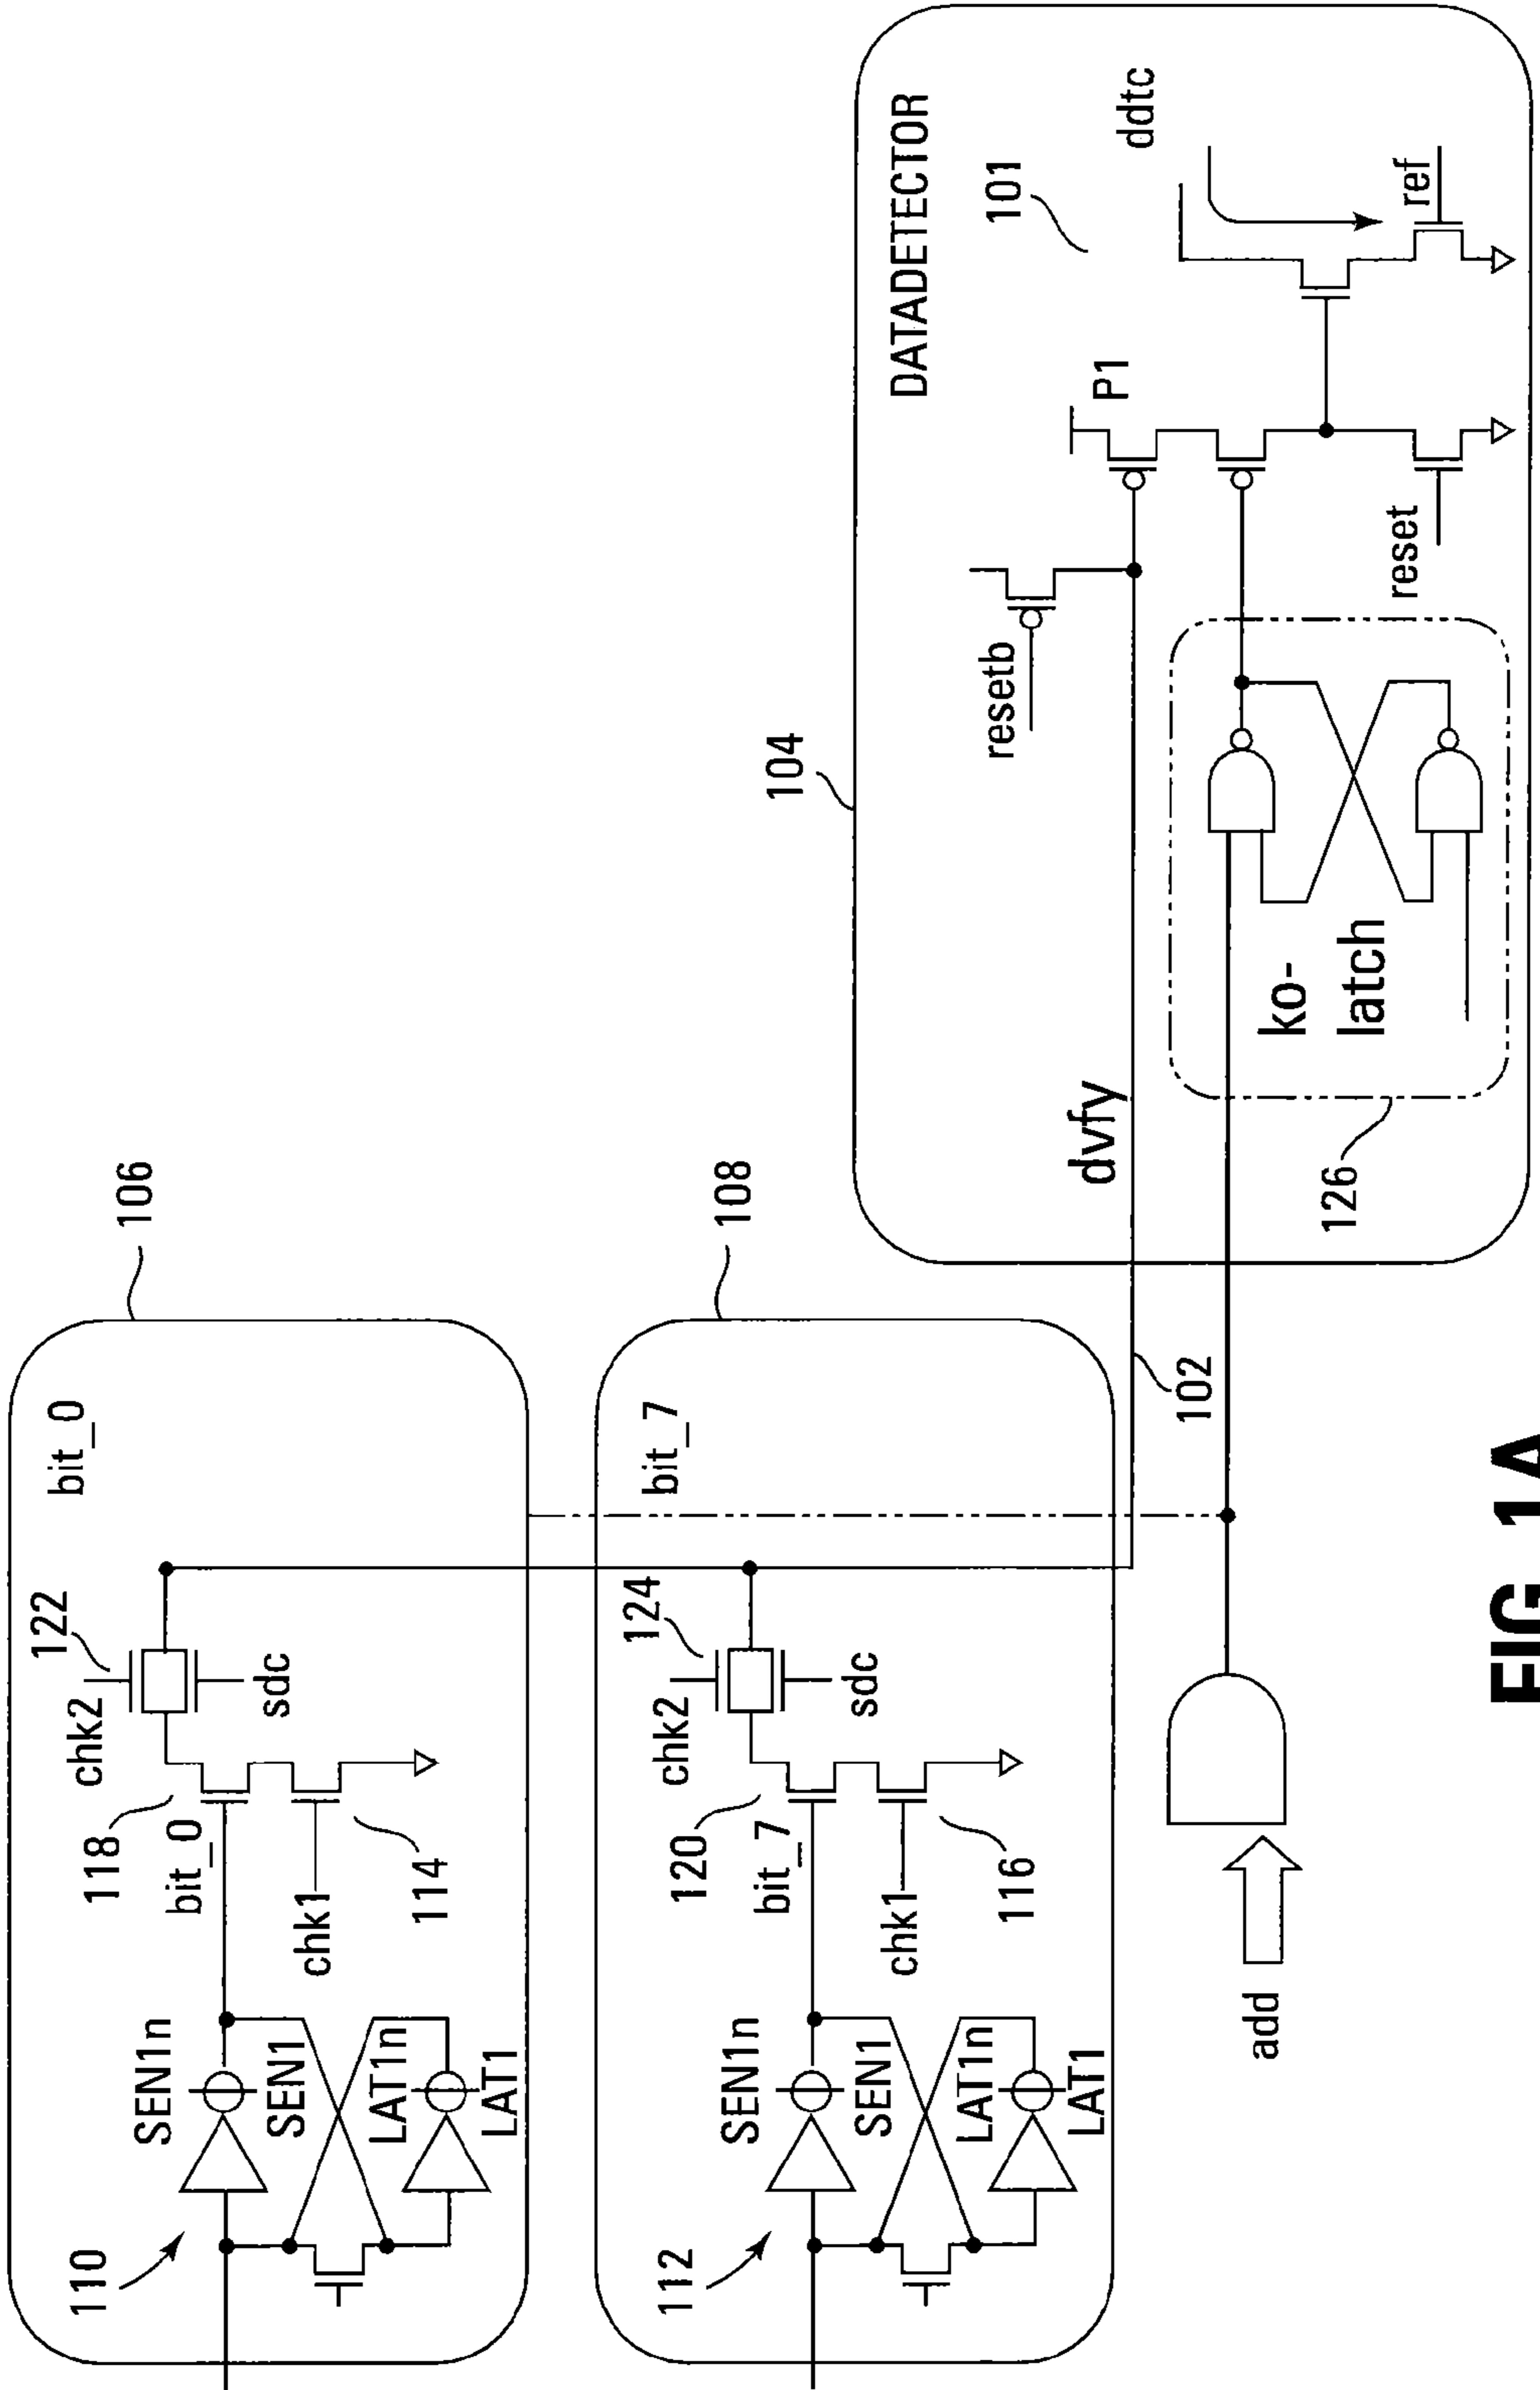 106
bit_0
122
chk2
sdc
118
bit_0
chk1
114
SEN1n
SEN1
LAT1n
LAT1
110
108
bit_7
124
chk2
sdc
120
bit_7
chk1
116
SEN1n
SEN1
LAT1n
LAT1
112
102
add
104
DATADETECTOR
101
ddtc
P1
ref
resetb
reset
dvfy
ko-
latch
126
FIG. 1A